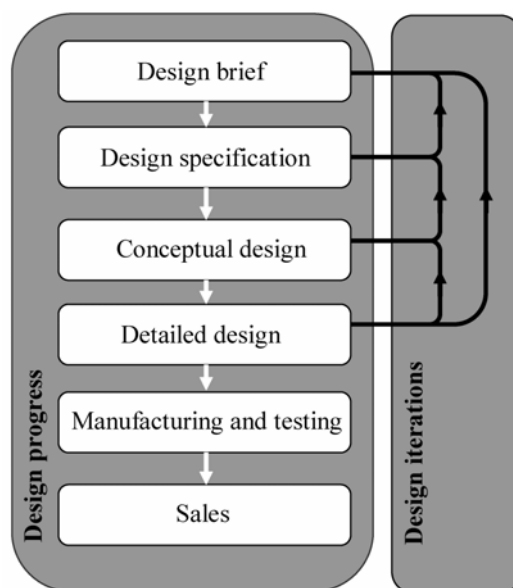 Design brief
Design specification
Conceptual design
Detailed design
Manufacturing and testing
Sales
Design progress
Design iterations